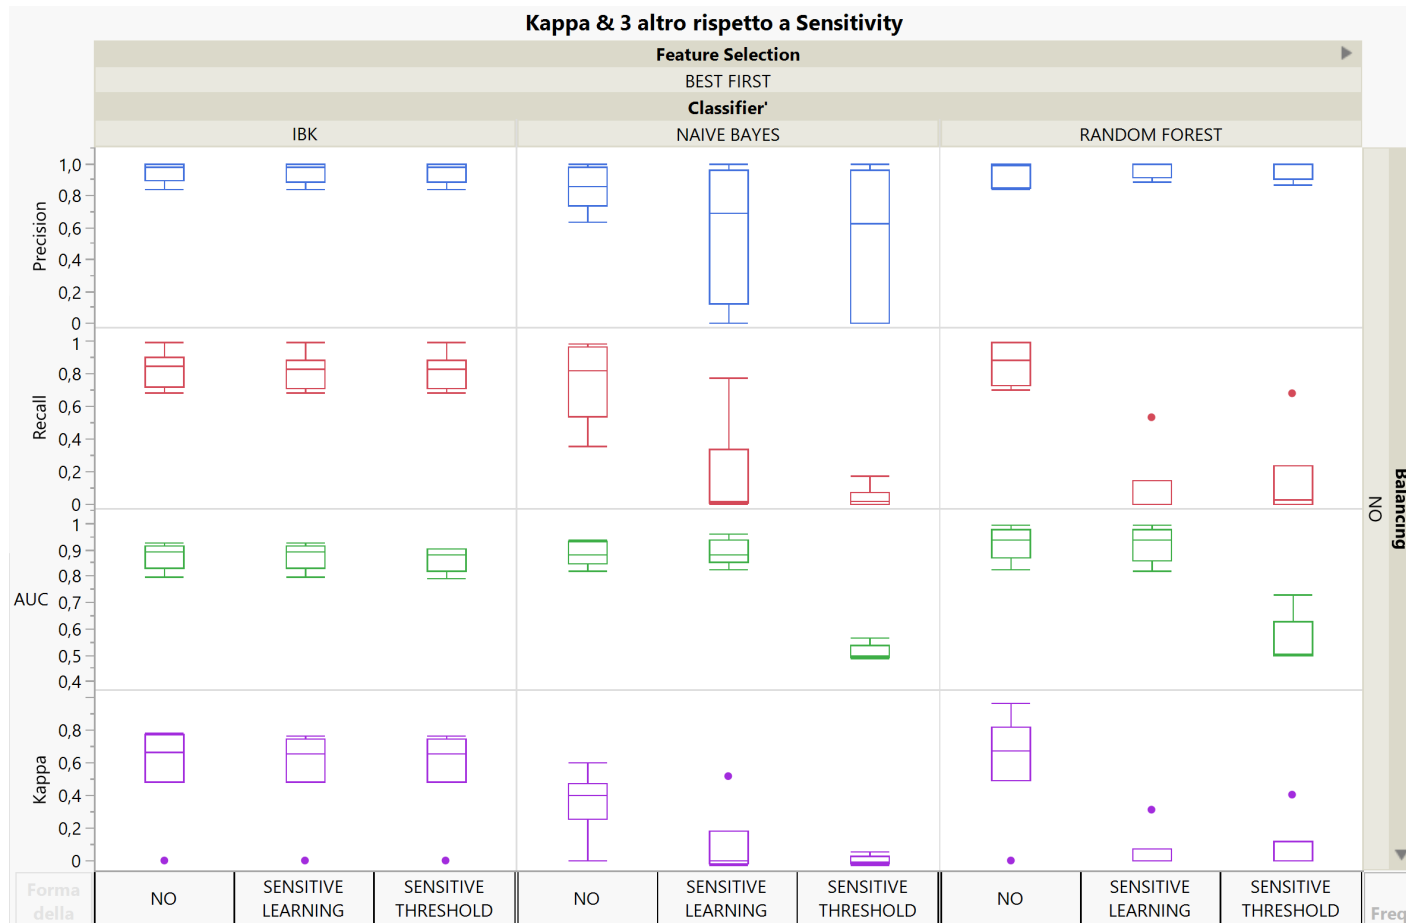 Kappa & 3 altro rispetto a Sensitivity
Feature Selection
BEST FIRST
Classifier'
IBK NAIVE BAYES RANDOM FOREST
Precision
1,0
0,8
0,6
0,4
0,2
0
Recall
1
0,8
0,6
0,4
0,2
0
AUC
1
0,9
0,8
0,7
0,6
0,5
0,4
Kappa
0,8
0,6
0,4
0,2
0
NO
Balancing
Forma
della
NO SENSITIVE LEARNING SENSITIVE THRESHOLD NO SENSITIVE LEARNING SENSITIVE THRESHOLD NO SENSITIVE LEARNING SENSITIVE THRESHOLD
Freq